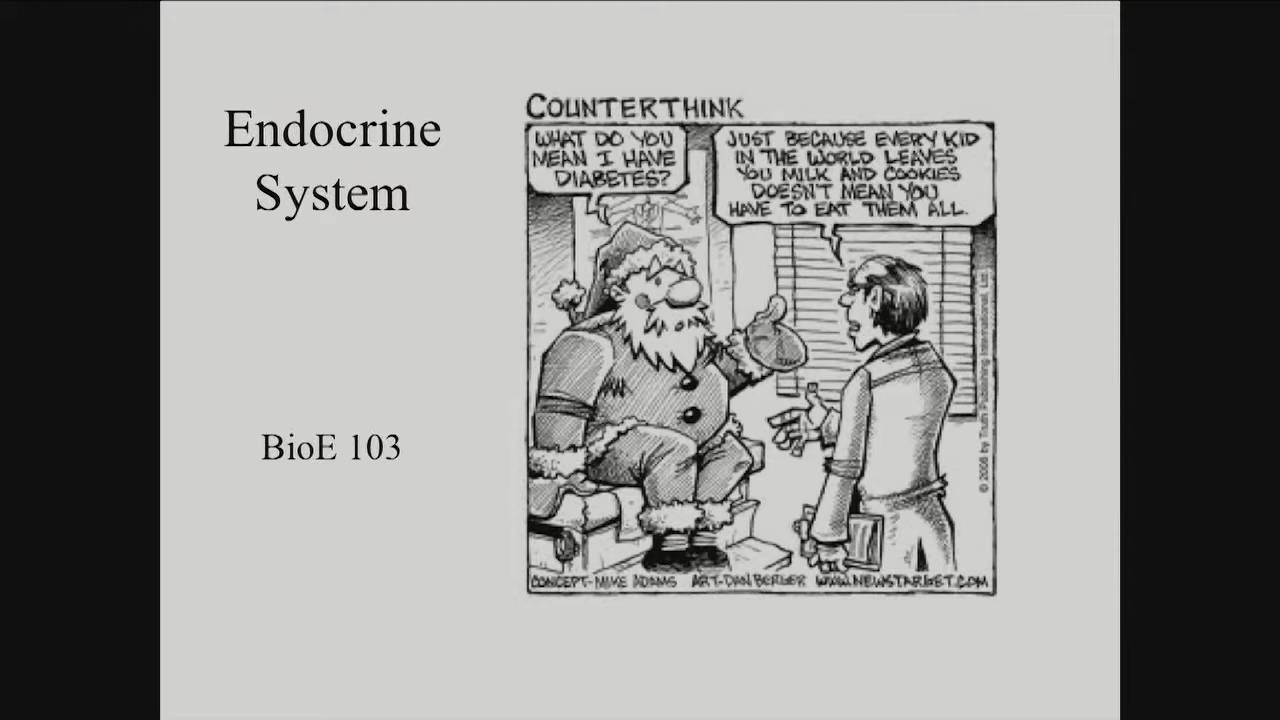 Endocrine
System
BioE 103
COUNTERTHINK
WHAT DO YOU
MEAN I HAVE
DIABETES?
JUST BECAUSE EVERY KID
IN THE WORLD LEAVES
YOU MILK AND COOKIES
DOESN'T MEAN YOU
HAVE TO EAT THEM ALL.
© 2006 by Truth Publishing International, Ltd.
CONCEPT-MIKE ADAMS ART-DAN BERGER WWW.NEWSTARGET.COM